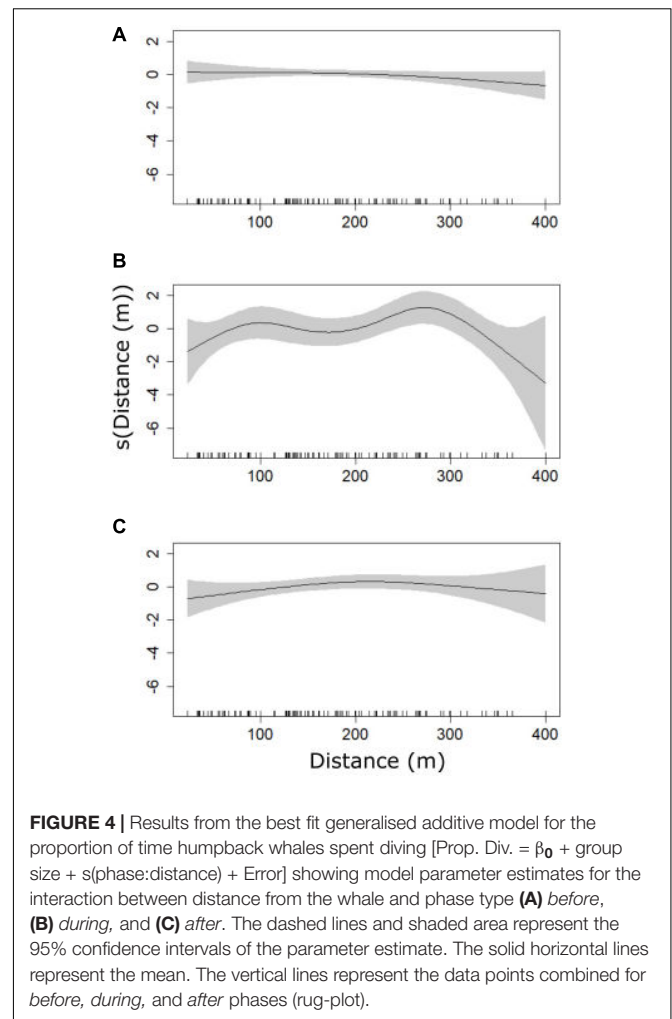 A
2
0
-2
-4
-6
100 200 300 400
B
s(Distance (m))
2
0
-2
-4
-6
100 200 300 400
C
2
0
-2
-4
-6
100 200 300 400
Distance (m)
FIGURE 4 | Results from the best fit generalised additive model for the
proportion of time humpback whales spent diving [Prop. Div. = β0 + group
size + s(phase:distance) + Error] showing model parameter estimates for the
interaction between distance from the whale and phase type (A) before,
(B) during, and (C) after. The dashed lines and shaded area represent the
95% confidence intervals of the parameter estimate. The solid horizontal lines
represent the mean. The vertical lines represent the data points combined for
before, during, and after phases (rug-plot).